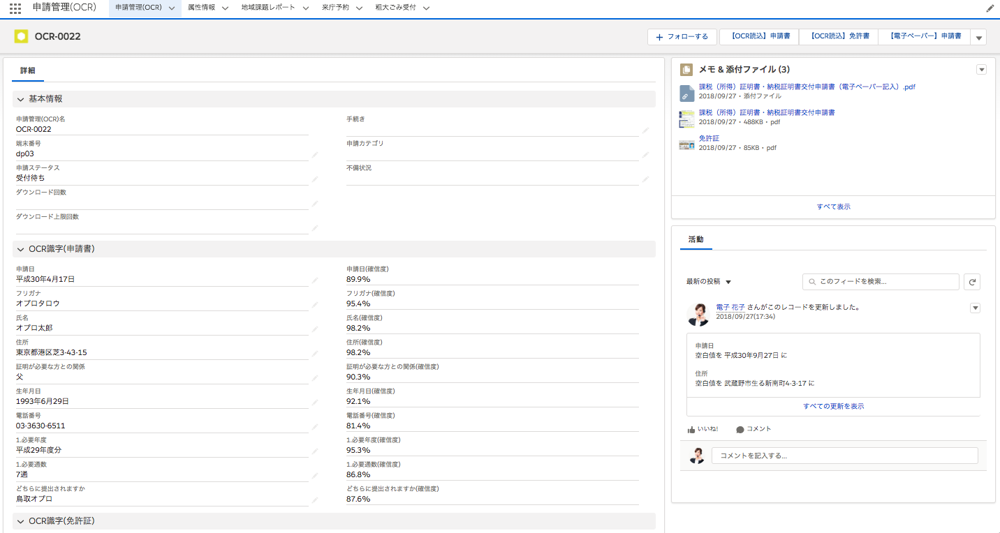 申請管理(OCR) 申請管理(OCR) 属性情報 地域課題レポート 来庁予約 粗大ごみ受付
OCR-0022
フォローする 【OCR読込】申請書 【OCR読込】免許書 【電子ペーパー】申請書
詳細
基本情報
申請管理(OCR)名
OCR-0022
端末番号
dp03
申請ステータス
受付待ち
ダウンロード回数
ダウンロード上限回数
手続き
申請カテゴリ
不備状況
OCR識字(申請書)
申請日
平成30年4月17日
申請日(確信度)
89.9%
フリガナ
オプロタロウ
フリガナ(確信度)
95.4%
氏名
オプロ太郎
氏名(確信度)
98.2%
住所
東京都港区芝3-43-15
住所(確信度)
98.2%
証明が必要な方との関係
父
証明が必要な方との関係(確信度)
90.3%
生年月日
1993年6月29日
生年月日(確信度)
92.1%
電話番号
03-3630-6511
電話番号(確信度)
81.4%
1.必要年度
平成29年度分
1.必要年度(確信度)
95.3%
1.必要通数
7通
1.必要通数(確信度)
86.8%
どちらに提出されますか
鳥取オプロ
どちらに提出されますか(確信度)
87.6%
OCR識字(免許証)
メモ & 添付ファイル (3)
課税（所得）証明書・納税証明書交付申請書（電子ペーパー記入）.pdf
2018/09/27・添付ファイル
課税（所得）証明書・納税証明書交付申請書
2018/09/27・488KB・pdf
免許証
2018/09/27・85KB・pdf
すべて表示
活動
最新の投稿
このフィードを検索...
電子 花子 さんがこのレコードを更新しました。
2018/09/27(17:34)
申請日
空白値を 平成30年9月27日 に
住所
空白値を 武蔵野市生る新南町4-3-17 に
すべての更新を表示
いいね! コメント
コメントを記入する...